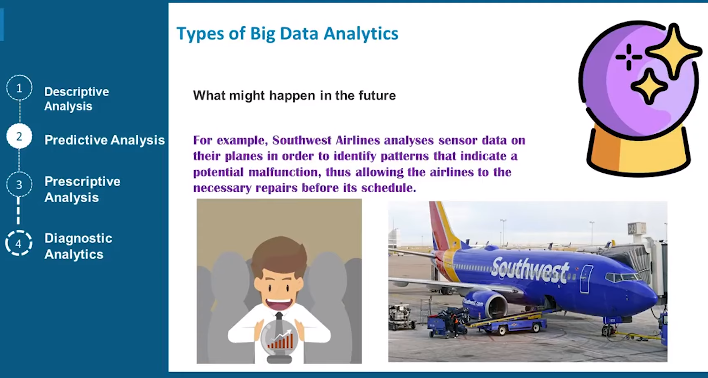 Types of Big Data Analytics
1
Descriptive
Analysis
2
Predictive Analysis
3
Prescriptive
Analysis
4
Diagnostic
Analytics
What might happen in the future
For example, Southwest Airlines analyses sensor data on
their planes in order to identify patterns that indicate a
potential malfunction, thus allowing the airlines to the
necessary repairs before its schedule.
Southwest